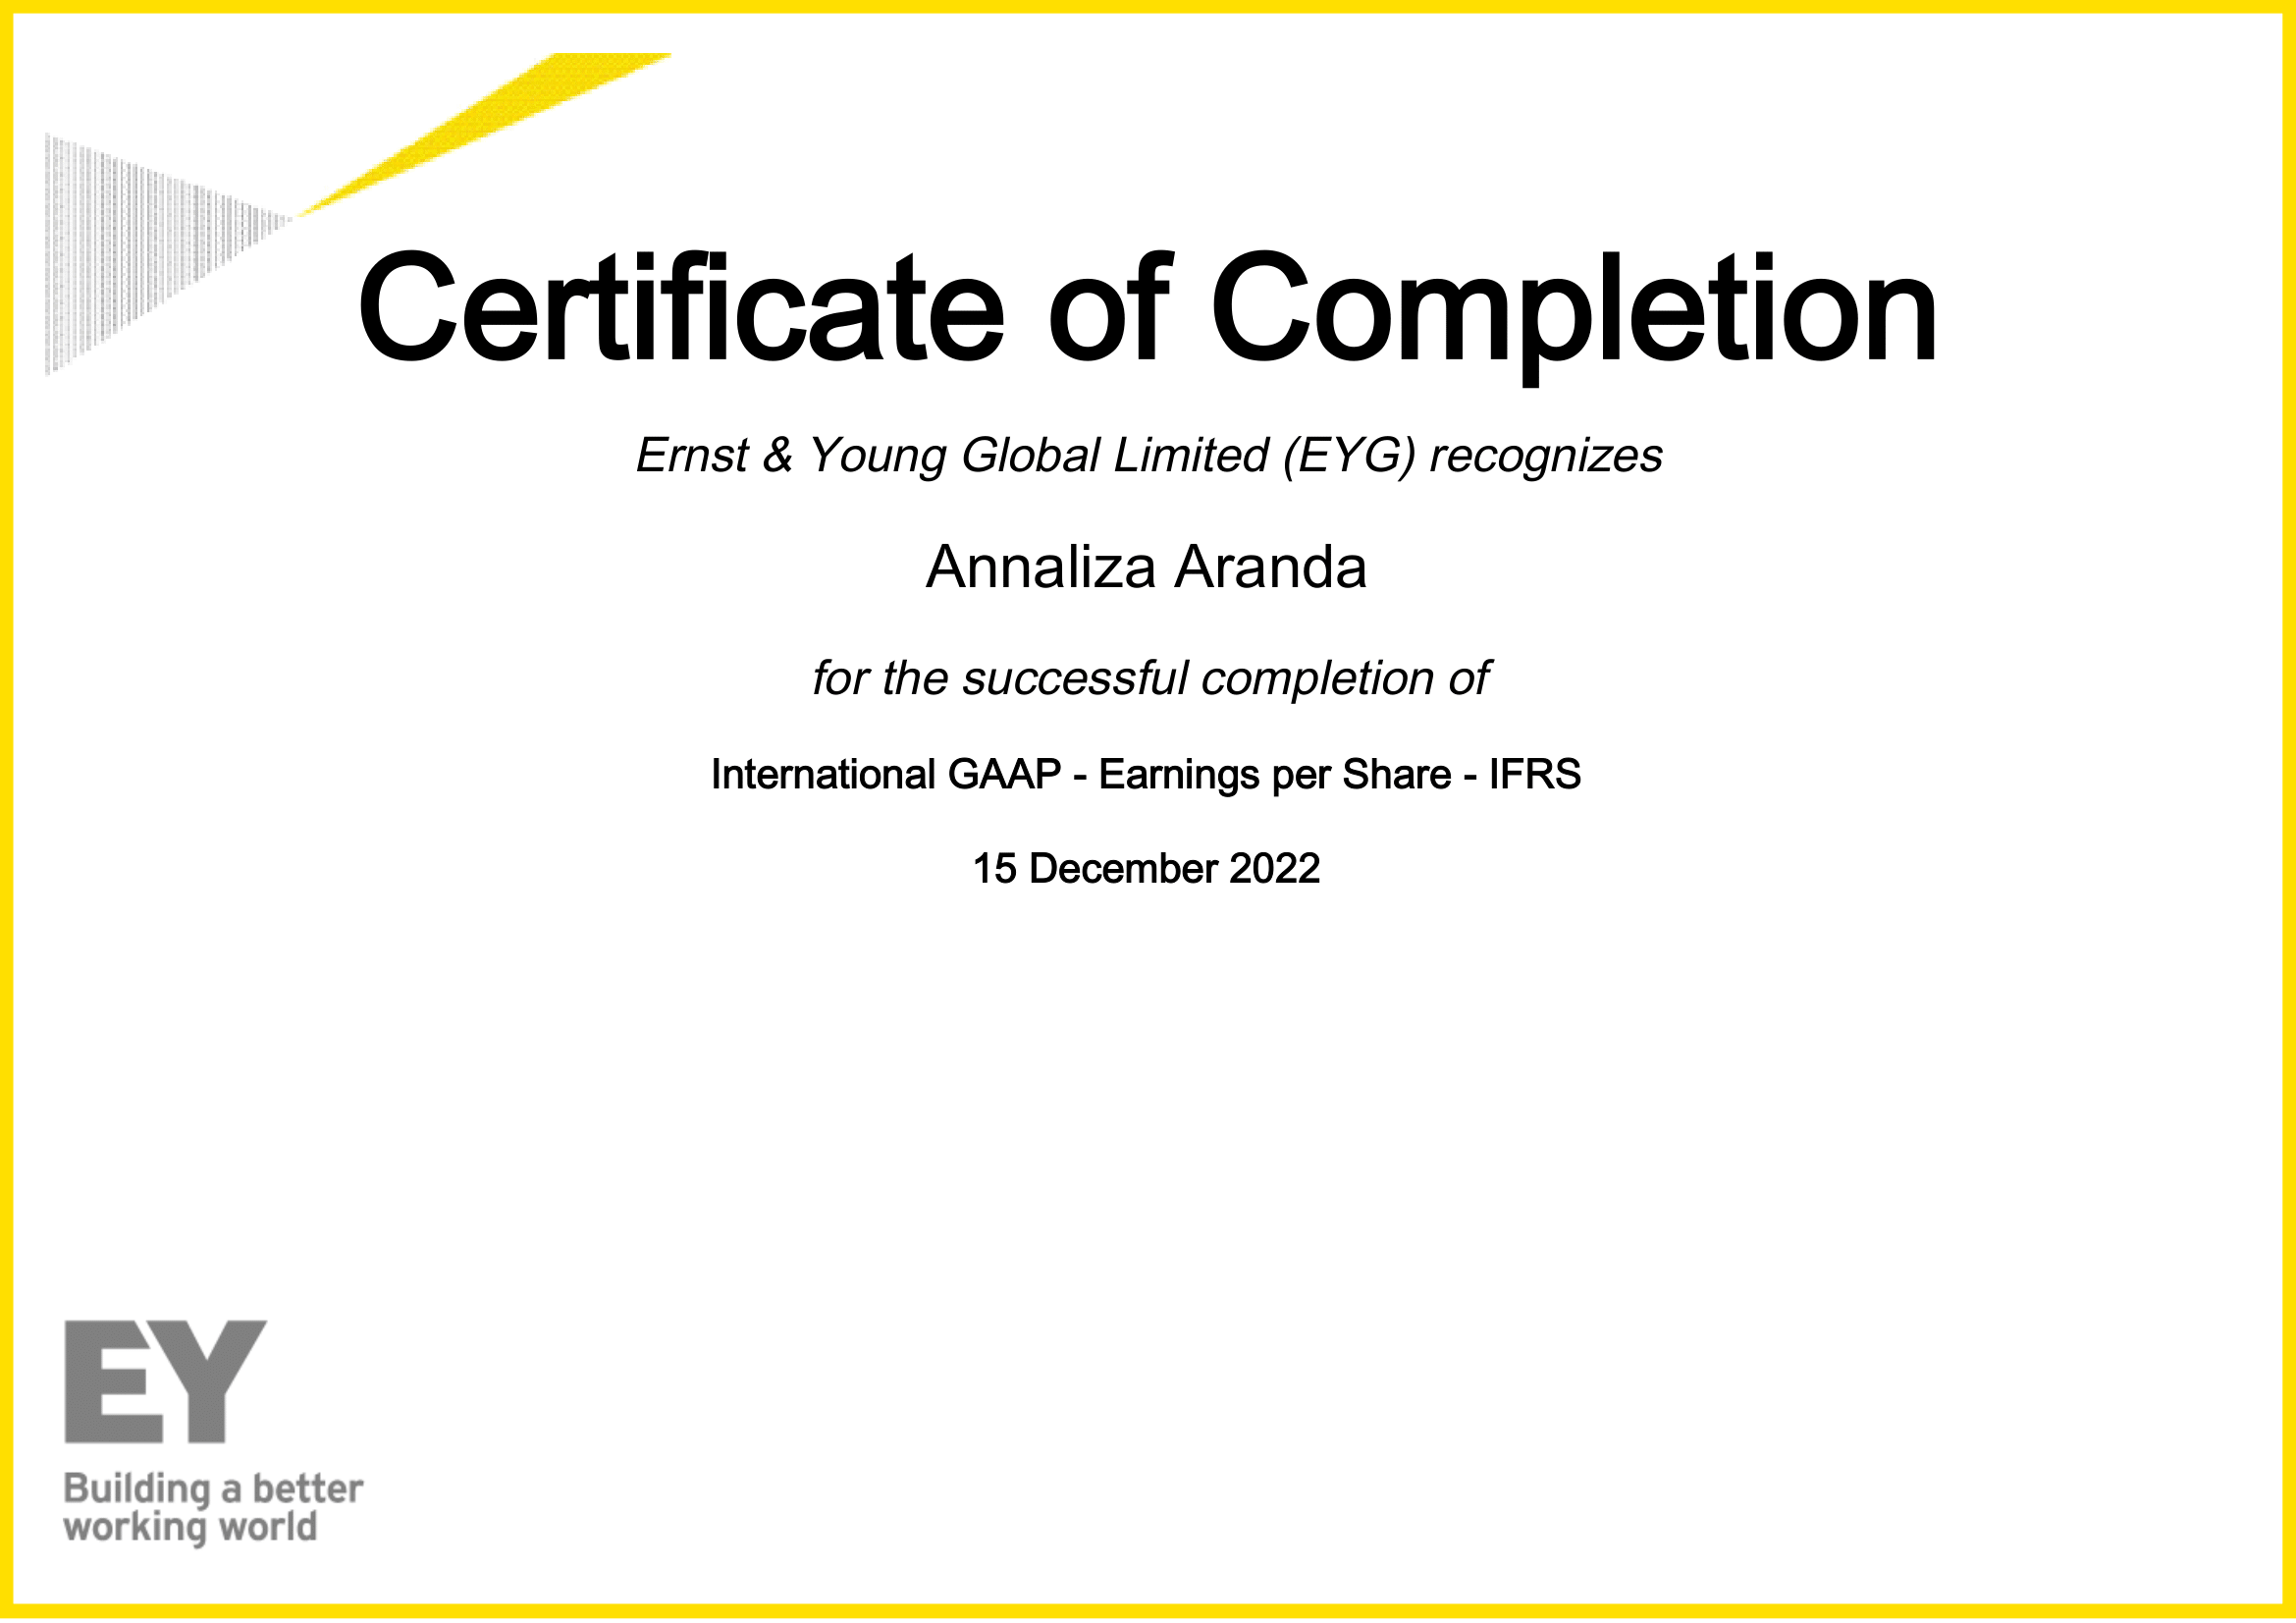 Certificate of Completion
Ernst & Young Global Limited (EYG) recognizes
Annaliza Aranda
for the successful completion of
International GAAP - Earnings per Share - IFRS
15 December 2022
EY
Building a better
working world